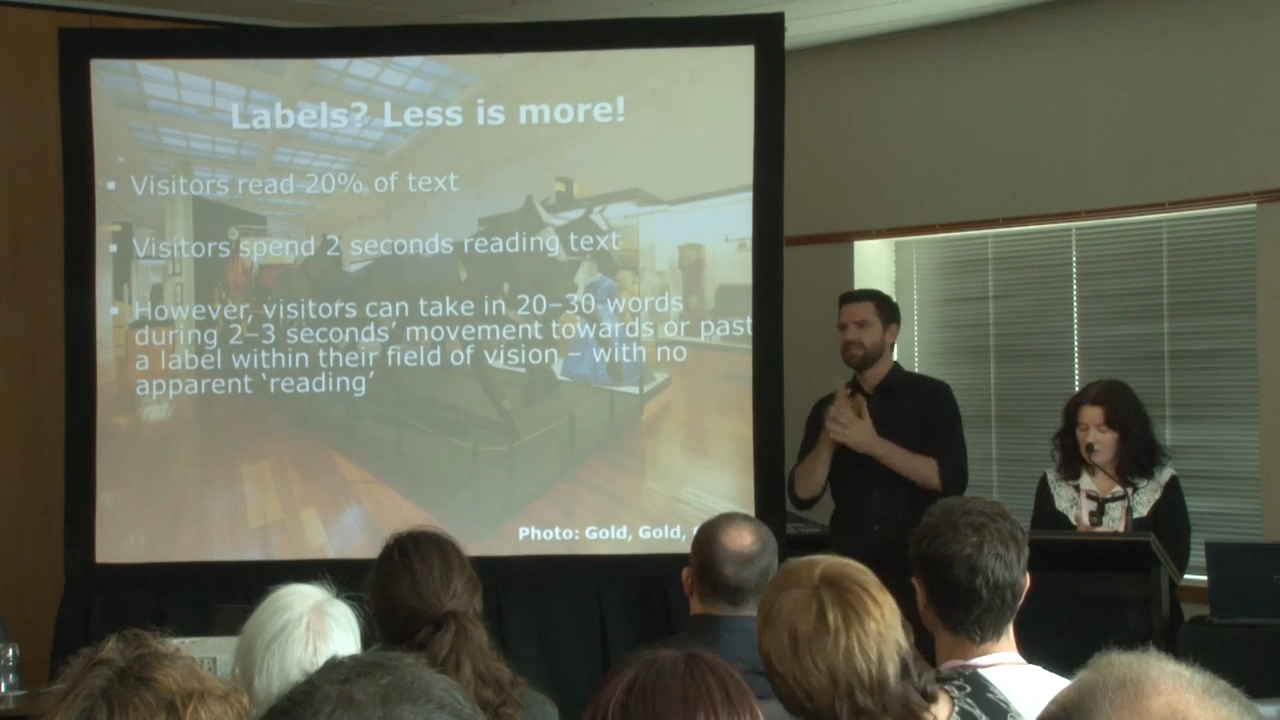 Labels? Less is more!
▪ Visitors read 20% of text
▪ Visitors spend 2 seconds reading text
▪ However, visitors can take in 20–30 words
during 2–3 seconds’ movement towards or past
a label within their field of vision – with no
apparent ‘reading’
Photo: Gold, Gold,